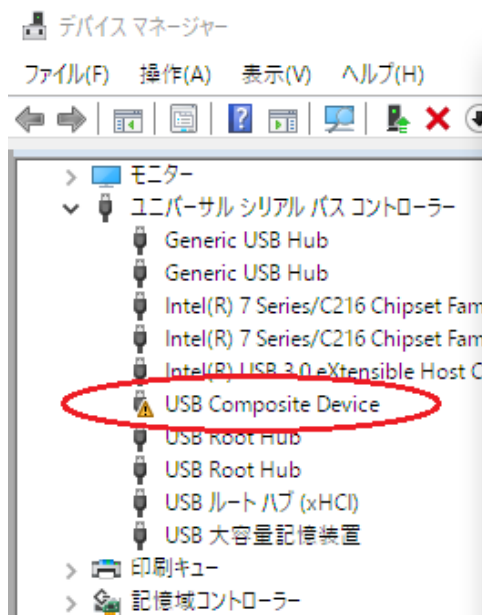 デバイス マネージャー
ファイル(F) 操作(A) 表示(V) ヘルプ(H)
モニター
ユニバーサル シリアル バス コントローラー
Generic USB Hub
Generic USB Hub
Intel(R) 7 Series/C216 Chipset Fam
Intel(R) 7 Series/C216 Chipset Fam
Intel(R) USB 3.0 eXtensible Host C
USB Composite Device
USB Root Hub
USB Root Hub
USB ルート ハブ (xHCI)
USB 大容量記憶装置
印刷キュー
記憶域コントローラー